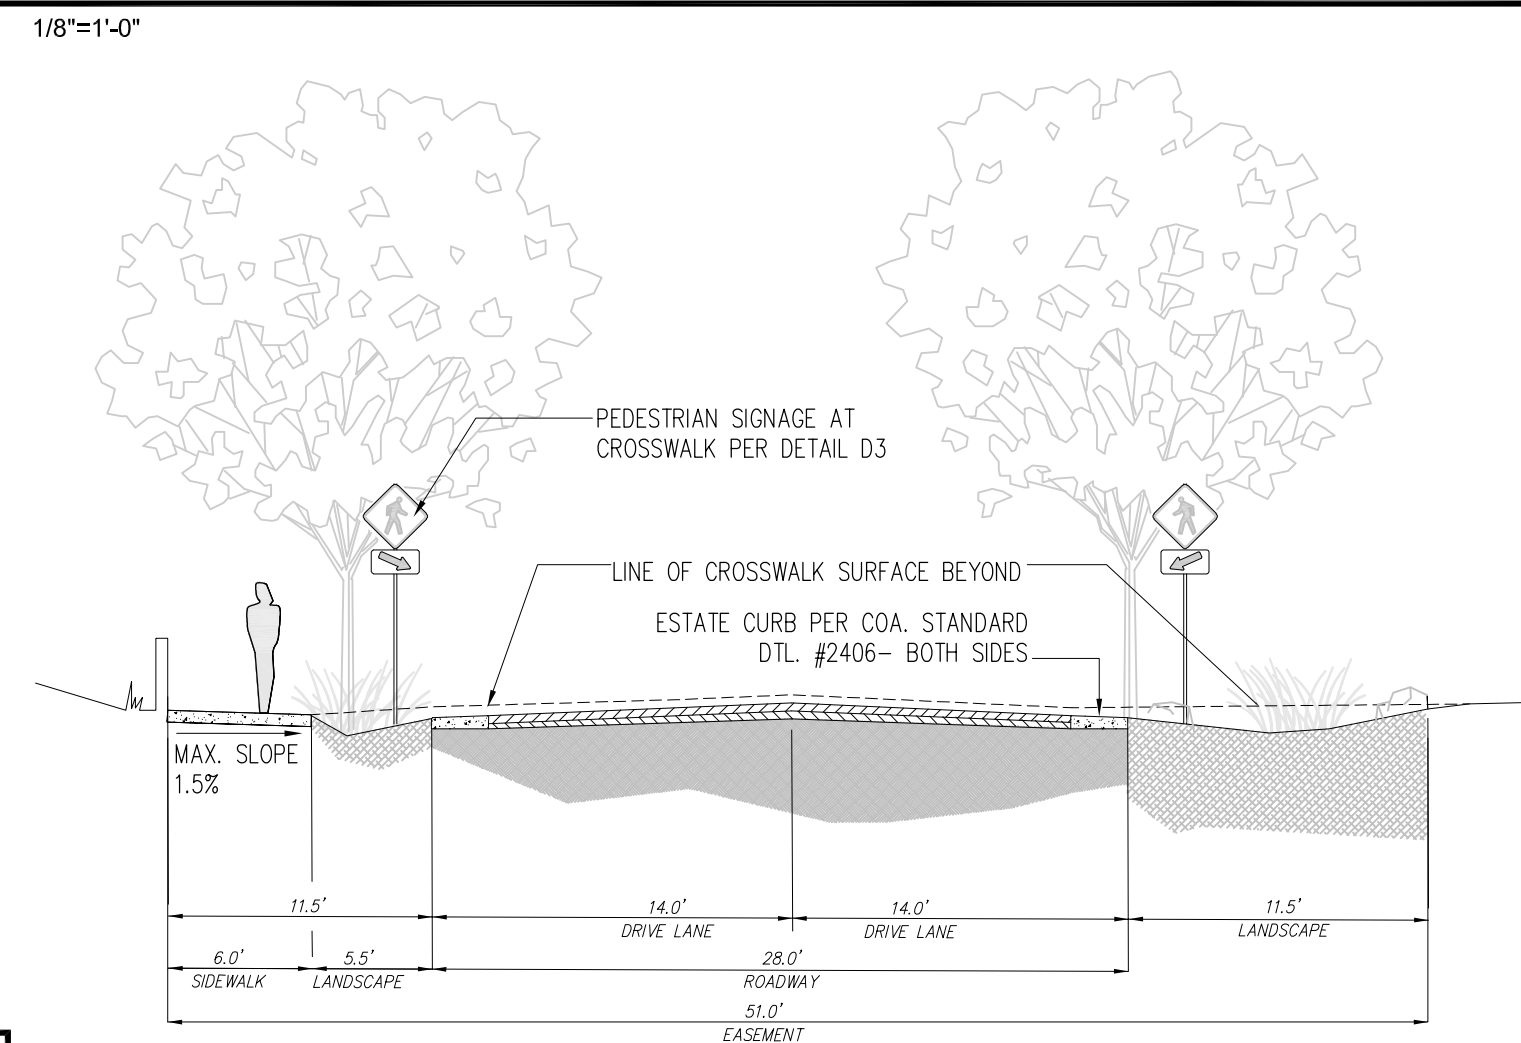 1/8"=1'-0"
PEDESTRIAN SIGNAGE AT
CROSSWALK PER DETAIL D3
LINE OF CROSSWALK SURFACE BEYOND
ESTATE CURB PER COA. STANDARD
DTL. #2406- BOTH SIDES
MAX. SLOPE
1.5%
11.5' 14.0' 14.0' 11.5'
DRIVE LANE DRIVE LANE LANDSCAPE
6.0' 5.5' 28.0'
SIDEWALK LANDSCAPE ROADWAY
51.0'
EASEMENT